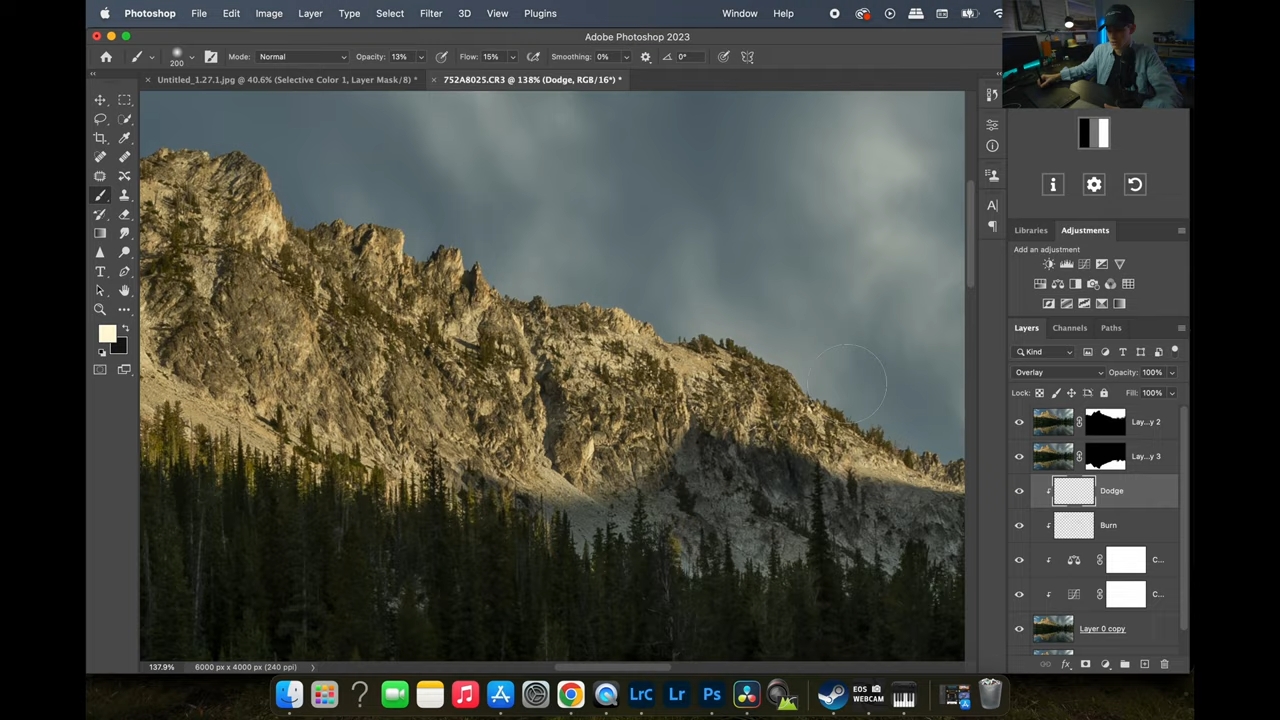 Photoshop File Edit Image Layer Type Select Filter 3D View Plugins Window Help
Adobe Photoshop 2023
200 Mode: Normal Opacity: 13% Flow: 15% Smoothing: 0% 0°
× Untitled_1.27.1.jpg @ 40.6% (Selective Color 1, Layer Mask/8) * × 752A8025.CR3 @ 138% (Dodge, RGB/16*) *
Libraries Adjustments
Add an adjustment
Layers Channels Paths
Kind
Overlay Opacity: 100%
Lock: Fill: 100%
Lay...y 2
Lay...y 3
Dodge
Burn
C...
C...
Layer 0 copy
fx
137.9% 6000 px x 4000 px (240 ppi)
LrC Lr Ps EOS WEBCAM